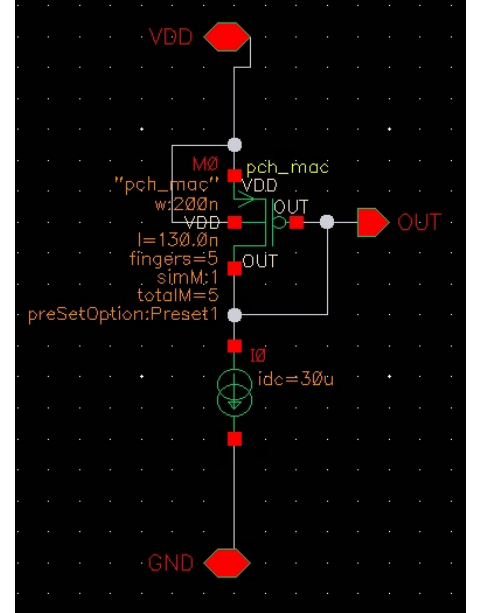 VDD
M0
pch_mac
"pch_mac"
VDD
w:200n
OUT
VDD
OUT
l=130.0n
fingers=5
OUT
simM:1
totalM=5
preSetOption:Preset1
I0
idc=30u
GND